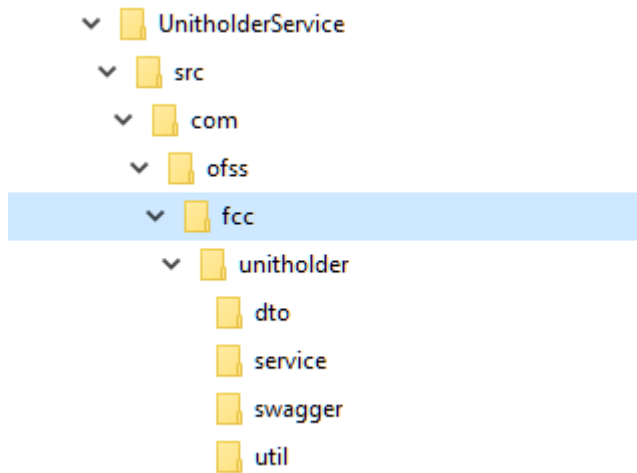 UnitholderService
src
com
ofss
fcc
unitholder
dto
service
swagger
util